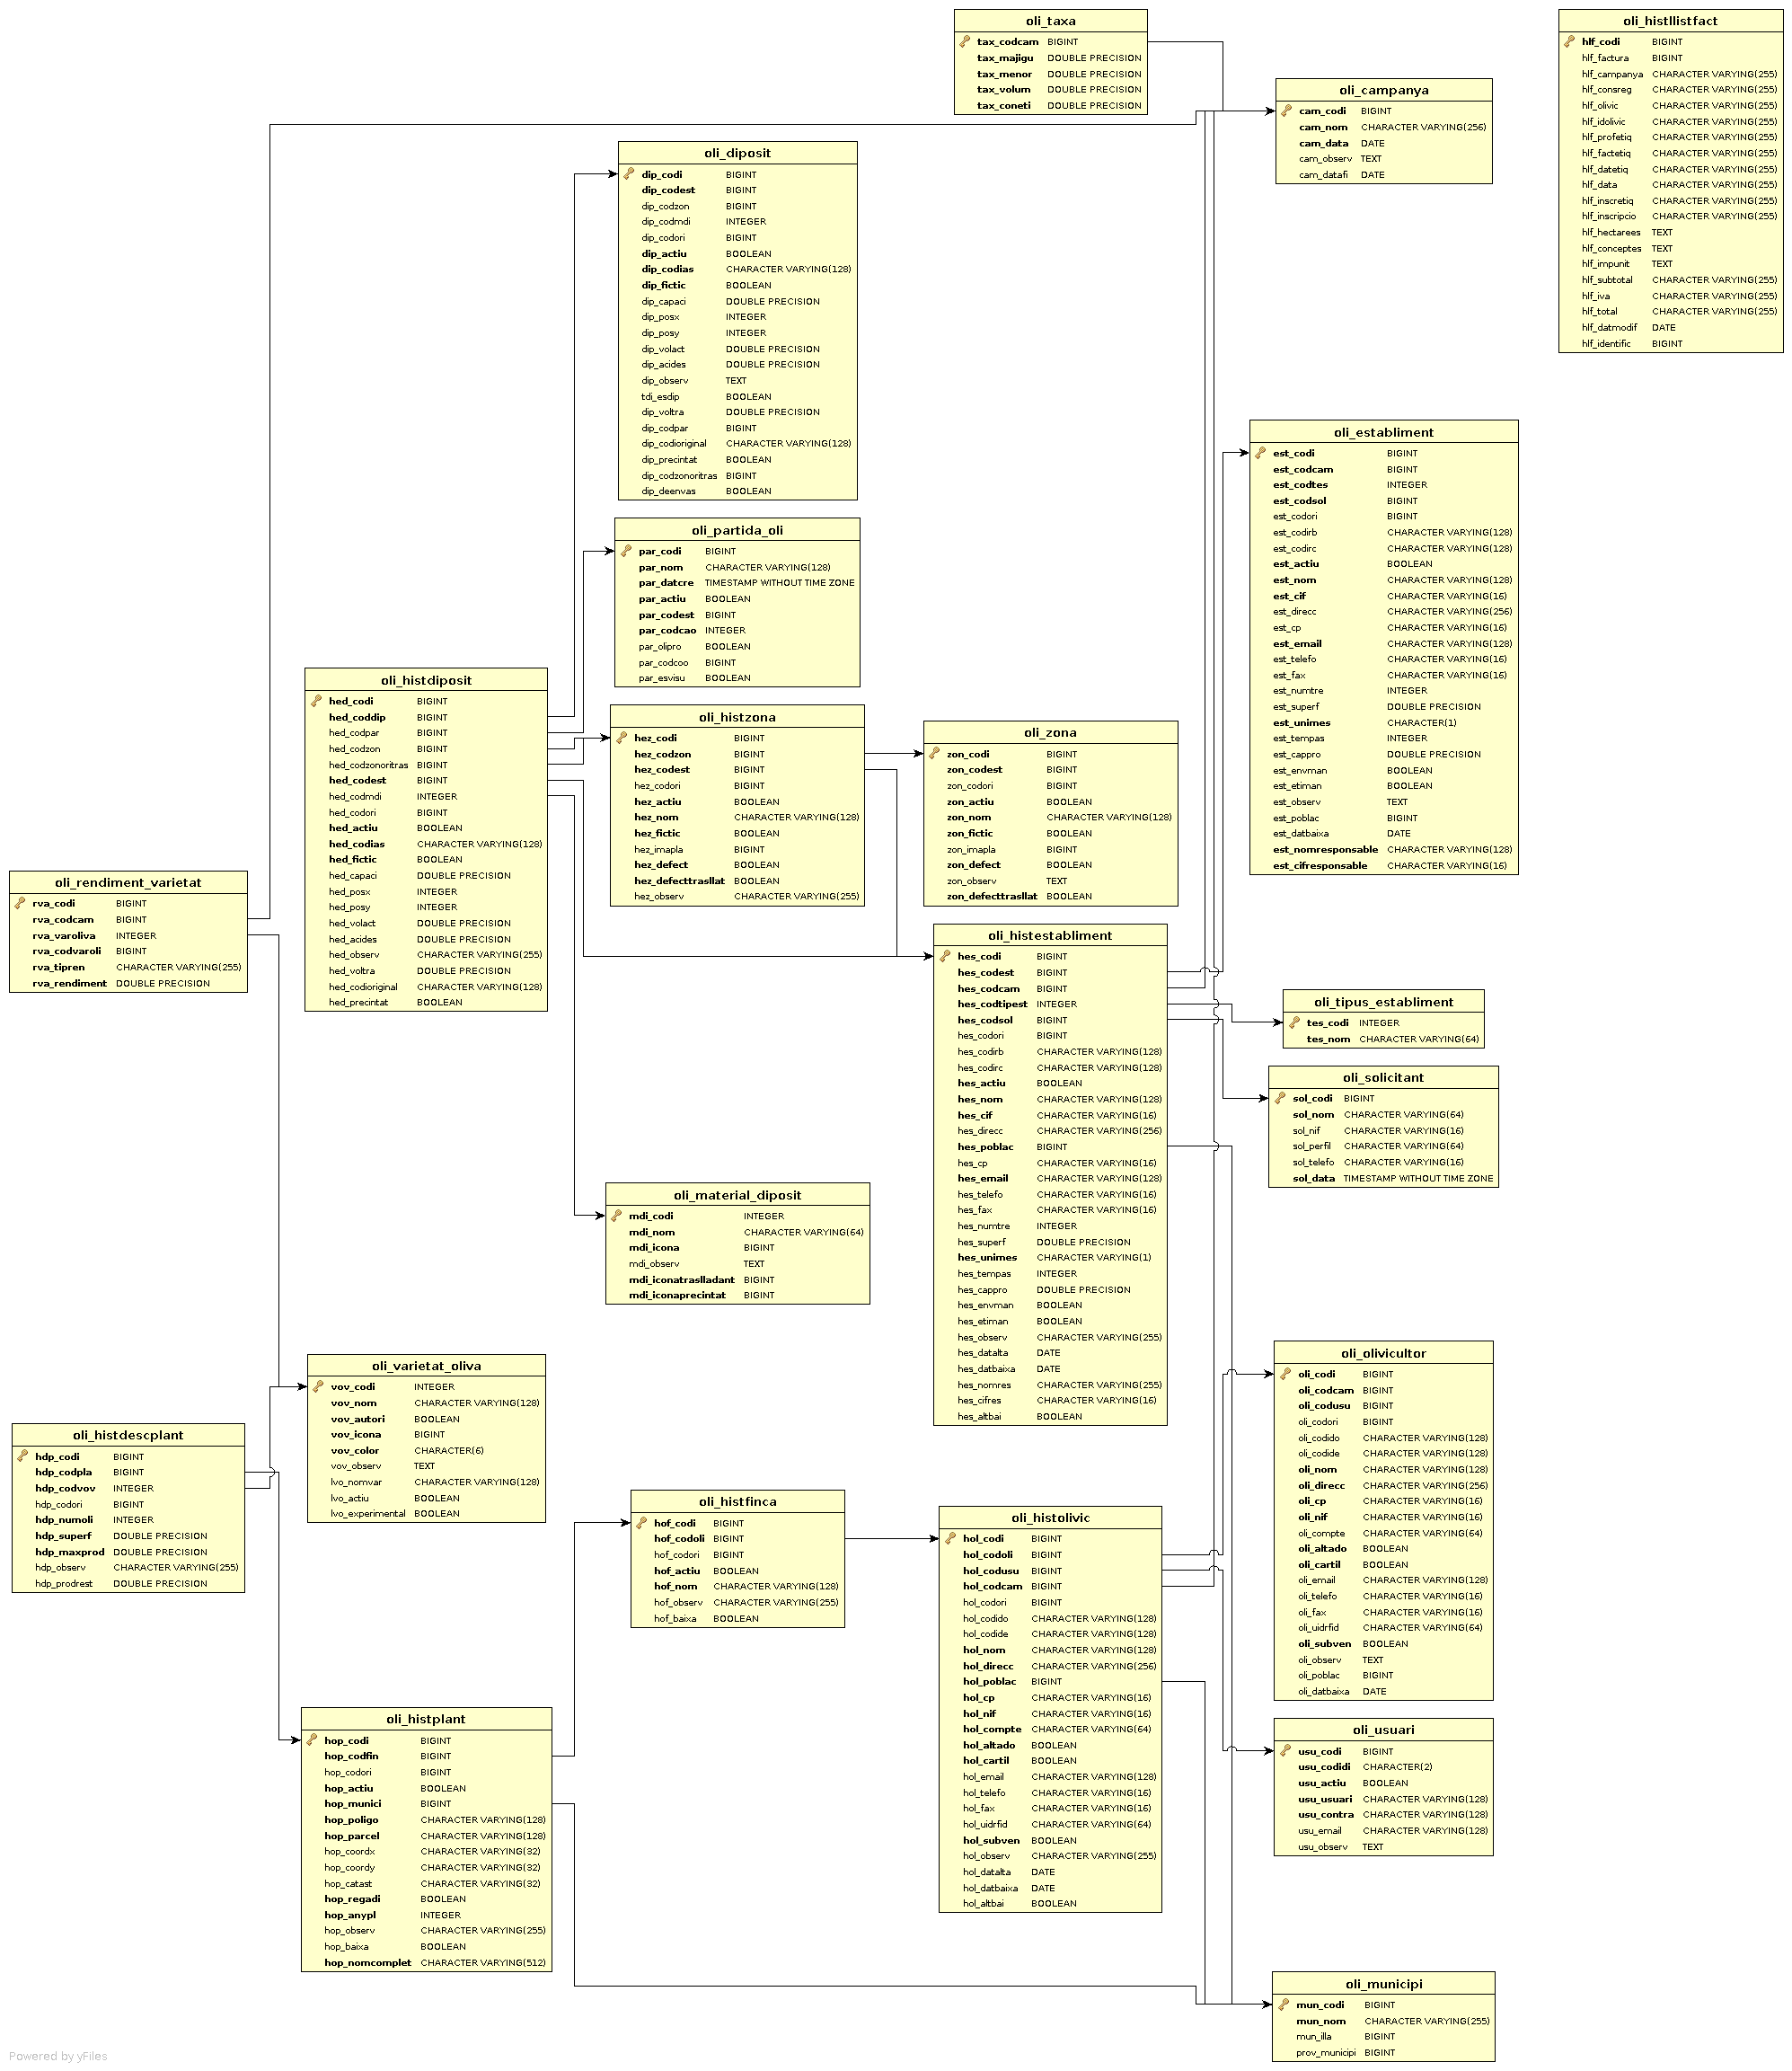 oli_taxa
tax_codcam BIGINT
tax_majigu DOUBLE PRECISION
tax_menor DOUBLE PRECISION
tax_volum DOUBLE PRECISION
tax_coneti DOUBLE PRECISION
oli_histllistfact
hlf_codi BIGINT
hlf_factura BIGINT
hlf_campanya CHARACTER VARYING(255)
hlf_consreg CHARACTER VARYING(255)
hlf_olivic CHARACTER VARYING(255)
hlf_idolivic CHARACTER VARYING(255)
hlf_profetiq CHARACTER VARYING(255)
hlf_factetiq CHARACTER VARYING(255)
hlf_datetiq CHARACTER VARYING(255)
hlf_data CHARACTER VARYING(255)
hlf_inscretiq CHARACTER VARYING(255)
hlf_inscripcio CHARACTER VARYING(255)
hlf_hectarees TEXT
hlf_conceptes TEXT
hlf_impunit TEXT
hlf_subtotal CHARACTER VARYING(255)
hlf_iva CHARACTER VARYING(255)
hlf_total CHARACTER VARYING(255)
hlf_datmodif DATE
hlf_identific BIGINT
oli_campanya
cam_codi BIGINT
cam_nom CHARACTER VARYING(256)
cam_data DATE
cam_observ TEXT
cam_datafi DATE
oli_diposit
dip_codi BIGINT
dip_codest BIGINT
dip_codzon BIGINT
dip_codmdi INTEGER
dip_codori BIGINT
dip_actiu BOOLEAN
dip_codias CHARACTER VARYING(128)
dip_fictic BOOLEAN
dip_capaci DOUBLE PRECISION
dip_posx INTEGER
dip_posy INTEGER
dip_volact DOUBLE PRECISION
dip_acides DOUBLE PRECISION
dip_observ TEXT
tdi_esdip BOOLEAN
dip_voltra DOUBLE PRECISION
dip_codpar BIGINT
dip_codioriginal CHARACTER VARYING(128)
dip_precintat BOOLEAN
dip_codzonoritras BIGINT
dip_deenvas BOOLEAN
oli_establiment
est_codi BIGINT
est_codcam BIGINT
est_codtes INTEGER
est_codsol BIGINT
est_codori BIGINT
est_codirb CHARACTER VARYING(128)
est_codirc CHARACTER VARYING(128)
est_actiu BOOLEAN
est_nom CHARACTER VARYING(128)
est_cif CHARACTER VARYING(16)
est_direcc CHARACTER VARYING(256)
est_cp CHARACTER VARYING(16)
est_email CHARACTER VARYING(128)
est_telefo CHARACTER VARYING(16)
est_fax CHARACTER VARYING(16)
est_numtre INTEGER
est_superf DOUBLE PRECISION
est_unimes CHARACTER(1)
est_tempas INTEGER
est_cappro DOUBLE PRECISION
est_envman BOOLEAN
est_etiman BOOLEAN
est_observ TEXT
est_poblac BIGINT
est_datbaixa DATE
est_nomresponsable CHARACTER VARYING(128)
est_cifresponsable CHARACTER VARYING(16)
oli_partida_oli
par_codi BIGINT
par_nom CHARACTER VARYING(128)
par_datcre TIMESTAMP WITHOUT TIME ZONE
par_actiu BOOLEAN
par_codest BIGINT
par_codcao INTEGER
par_olipro BOOLEAN
par_codcoo BIGINT
par_esvisu BOOLEAN
oli_histdiposit
hed_codi BIGINT
hed_coddip BIGINT
hed_codpar BIGINT
hed_codzon BIGINT
hed_codzonoritras BIGINT
hed_codest BIGINT
hed_codmdi INTEGER
hed_codori BIGINT
hed_actiu BOOLEAN
hed_codias CHARACTER VARYING(128)
hed_fictic BOOLEAN
hed_capaci DOUBLE PRECISION
hed_posx INTEGER
hed_posy INTEGER
hed_volact DOUBLE PRECISION
hed_acides DOUBLE PRECISION
hed_observ CHARACTER VARYING(255)
hed_voltra DOUBLE PRECISION
hed_codioriginal CHARACTER VARYING(128)
hed_precintat BOOLEAN
oli_histzona
hez_codi BIGINT
hez_codzon BIGINT
hez_codest BIGINT
hez_codori BIGINT
hez_actiu BOOLEAN
hez_nom CHARACTER VARYING(128)
hez_fictic BOOLEAN
hez_imapla BIGINT
hez_defect BOOLEAN
hez_defecttrasllat BOOLEAN
hez_observ CHARACTER VARYING(255)
oli_zona
zon_codi BIGINT
zon_codest BIGINT
zon_codori BIGINT
zon_actiu BOOLEAN
zon_nom CHARACTER VARYING(128)
zon_fictic BOOLEAN
zon_imapla BIGINT
zon_defect BOOLEAN
zon_observ TEXT
zon_defecttrasllat BOOLEAN
oli_rendiment_varietat
rva_codi BIGINT
rva_codcam BIGINT
rva_varoliva INTEGER
rva_codvaroli BIGINT
rva_tipren CHARACTER VARYING(255)
rva_rendiment DOUBLE PRECISION
oli_histestabliment
hes_codi BIGINT
hes_codest BIGINT
hes_codcam BIGINT
hes_codtipest INTEGER
hes_codsol BIGINT
hes_codori BIGINT
hes_codirb CHARACTER VARYING(128)
hes_codirc CHARACTER VARYING(128)
hes_actiu BOOLEAN
hes_nom CHARACTER VARYING(128)
hes_cif CHARACTER VARYING(16)
hes_direcc CHARACTER VARYING(256)
hes_poblac BIGINT
hes_cp CHARACTER VARYING(16)
hes_email CHARACTER VARYING(128)
hes_telefo CHARACTER VARYING(16)
hes_fax CHARACTER VARYING(16)
hes_numtre INTEGER
hes_superf DOUBLE PRECISION
hes_unimes CHARACTER VARYING(1)
hes_tempas INTEGER
hes_cappro DOUBLE PRECISION
hes_envman BOOLEAN
hes_etiman BOOLEAN
hes_observ CHARACTER VARYING(255)
hes_datalta DATE
hes_datbaixa DATE
hes_nomres CHARACTER VARYING(255)
hes_cifres CHARACTER VARYING(16)
hes_altbai BOOLEAN
oli_tipus_establiment
tes_codi INTEGER
tes_nom CHARACTER VARYING(64)
oli_solicitant
sol_codi BIGINT
sol_nom CHARACTER VARYING(64)
sol_nif CHARACTER VARYING(16)
sol_perfil CHARACTER VARYING(64)
sol_telefo CHARACTER VARYING(16)
sol_data TIMESTAMP WITHOUT TIME ZONE
oli_material_diposit
mdi_codi INTEGER
mdi_nom CHARACTER VARYING(64)
mdi_icona BIGINT
mdi_observ TEXT
mdi_iconatraslladant BIGINT
mdi_iconaprecintat BIGINT
oli_varietat_oliva
vov_codi INTEGER
vov_nom CHARACTER VARYING(128)
vov_autori BOOLEAN
vov_icona BIGINT
vov_color CHARACTER(6)
vov_observ TEXT
lvo_nomvar CHARACTER VARYING(128)
lvo_actiu BOOLEAN
lvo_experimental BOOLEAN
oli_olivicultor
oli_codi BIGINT
oli_codcam BIGINT
oli_codusu BIGINT
oli_codori BIGINT
oli_codido CHARACTER VARYING(128)
oli_codide CHARACTER VARYING(128)
oli_nom CHARACTER VARYING(128)
oli_direcc CHARACTER VARYING(256)
oli_cp CHARACTER VARYING(16)
oli_nif CHARACTER VARYING(16)
oli_compte CHARACTER VARYING(64)
oli_altado BOOLEAN
oli_cartil BOOLEAN
oli_email CHARACTER VARYING(128)
oli_telefo CHARACTER VARYING(16)
oli_fax CHARACTER VARYING(16)
oli_uidrfid CHARACTER VARYING(64)
oli_subven BOOLEAN
oli_observ TEXT
oli_poblac BIGINT
oli_datbaixa DATE
oli_histdescplant
hdp_codi BIGINT
hdp_codpla BIGINT
hdp_codvov INTEGER
hdp_codori BIGINT
hdp_numoli INTEGER
hdp_superf DOUBLE PRECISION
hdp_maxprod DOUBLE PRECISION
hdp_observ CHARACTER VARYING(255)
hdp_prodrest DOUBLE PRECISION
oli_histfinca
hof_codi BIGINT
hof_codoli BIGINT
hof_codori BIGINT
hof_actiu BOOLEAN
hof_nom CHARACTER VARYING(128)
hof_observ CHARACTER VARYING(255)
hof_baixa BOOLEAN
oli_histolivic
hol_codi BIGINT
hol_codoli BIGINT
hol_codusu BIGINT
hol_codcam BIGINT
hol_codori BIGINT
hol_codido CHARACTER VARYING(128)
hol_codide CHARACTER VARYING(128)
hol_nom CHARACTER VARYING(128)
hol_direcc CHARACTER VARYING(256)
hol_poblac BIGINT
hol_cp CHARACTER VARYING(16)
hol_nif CHARACTER VARYING(16)
hol_compte CHARACTER VARYING(64)
hol_altado BOOLEAN
hol_cartil BOOLEAN
hol_email CHARACTER VARYING(128)
hol_telefo CHARACTER VARYING(16)
hol_fax CHARACTER VARYING(16)
hol_uidrfid CHARACTER VARYING(64)
hol_subven BOOLEAN
hol_observ CHARACTER VARYING(255)
hol_datalta DATE
hol_datbaixa DATE
hol_altbai BOOLEAN
oli_histplant
hop_codi BIGINT
hop_codfin BIGINT
hop_codori BIGINT
hop_actiu BOOLEAN
hop_munici BIGINT
hop_poligo CHARACTER VARYING(128)
hop_parcel CHARACTER VARYING(128)
hop_coordx CHARACTER VARYING(32)
hop_coordy CHARACTER VARYING(32)
hop_catast CHARACTER VARYING(32)
hop_regadi BOOLEAN
hop_anypl INTEGER
hop_observ CHARACTER VARYING(255)
hop_baixa BOOLEAN
hop_nomcomplet CHARACTER VARYING(512)
oli_usuari
usu_codi BIGINT
usu_codidi CHARACTER(2)
usu_actiu BOOLEAN
usu_usuari CHARACTER VARYING(128)
usu_contra CHARACTER VARYING(128)
usu_email CHARACTER VARYING(128)
usu_observ TEXT
oli_municipi
mun_codi BIGINT
mun_nom CHARACTER VARYING(255)
mun_illa BIGINT
prov_municipi BIGINT
Powered by yFiles